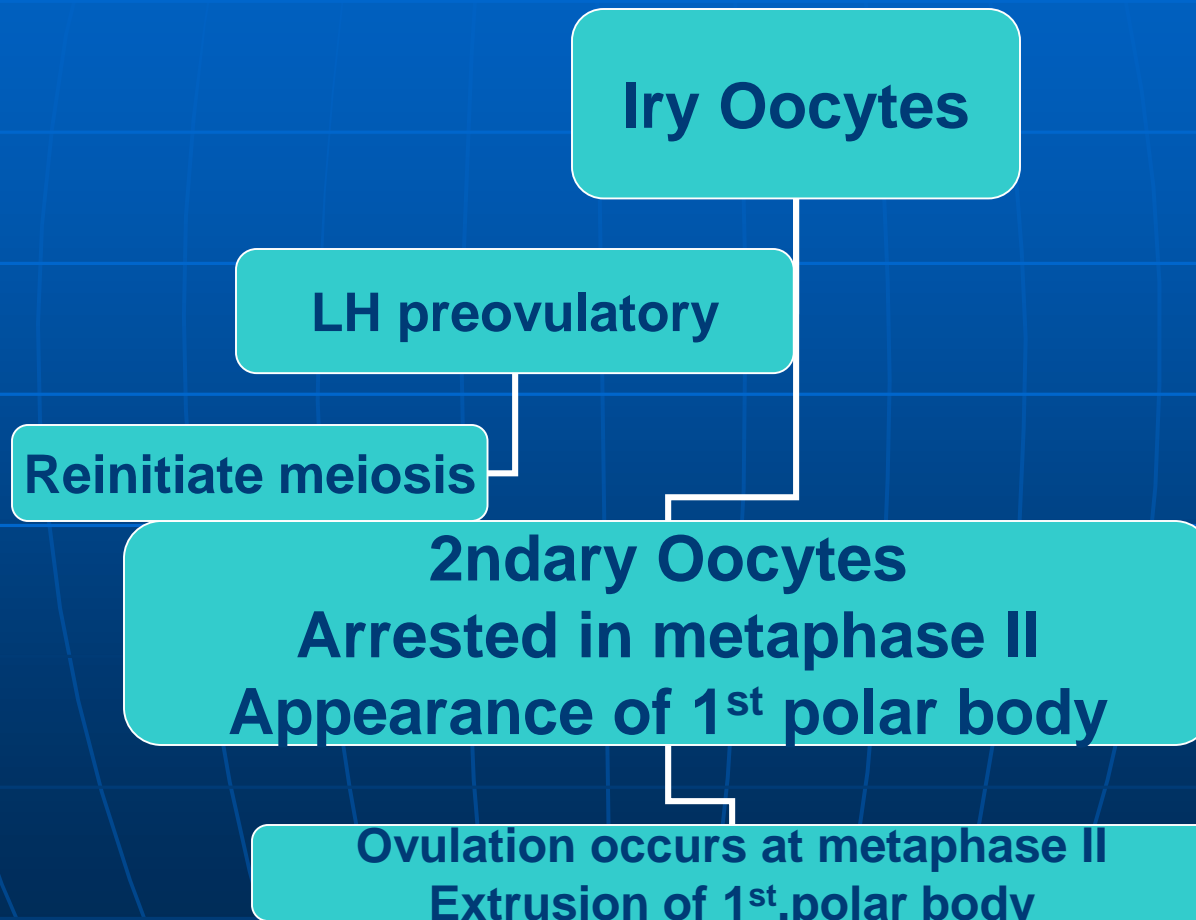 Iry Oocytes
LH preovulatory
Reinitiate meiosis
2ndary Oocytes
Arrested in metaphase II
Appearance of 1st polar body
Ovulation occurs at metaphase II
Extrusion of 1st.polar body